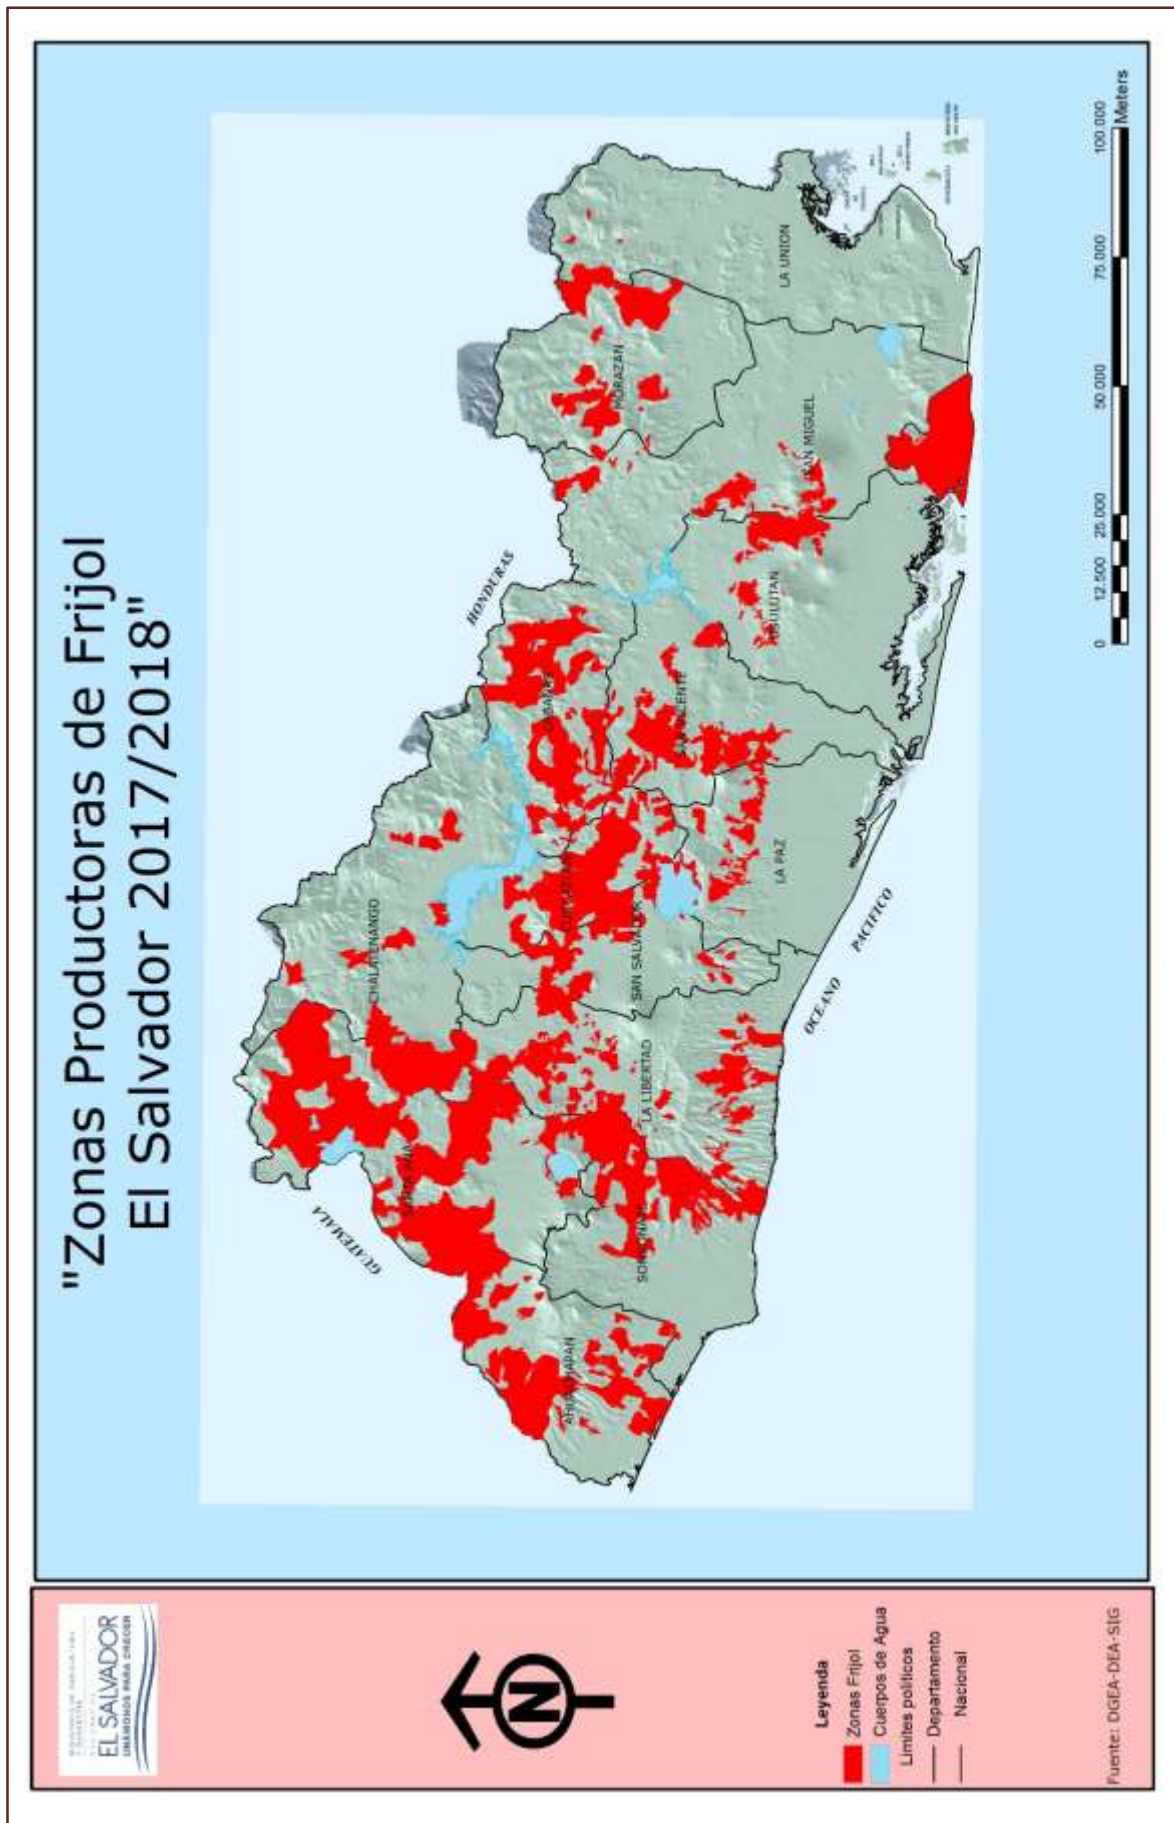 "Zonas Productoras de Frijol
El Salvador 2017/2018"
HONDURAS
GUATEMALA
CHALATENANGO
SANTA ANA
CABAÑAS
CUSCATLAN
MORAZAN
AHUACHAPAN
SAN VICENTE
SAN SALVADOR
LA LIBERTAD
SONSONATE
USULUTAN
SAN MIGUEL
LA UNION
LA PAZ
OCEANO PACIFICO
0 12.500 25.000 50.000 75.000 100.000
Meters
EL SALVADOR
UNÁMONOS PARA CRECER
N
Leyenda
Zonas Frijol
Cuerpos de Agua
Limites politicos
Departamento
Nacional
Fuente: DGEA-DEA-SIG